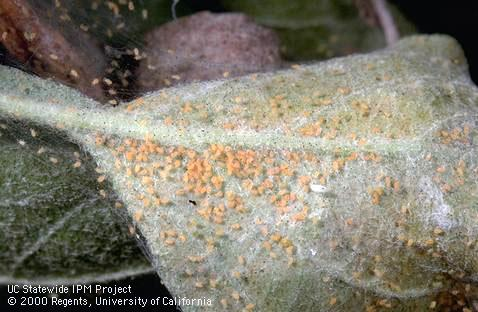 UC Statewide IPM Project
© 2000 Regents, University of California